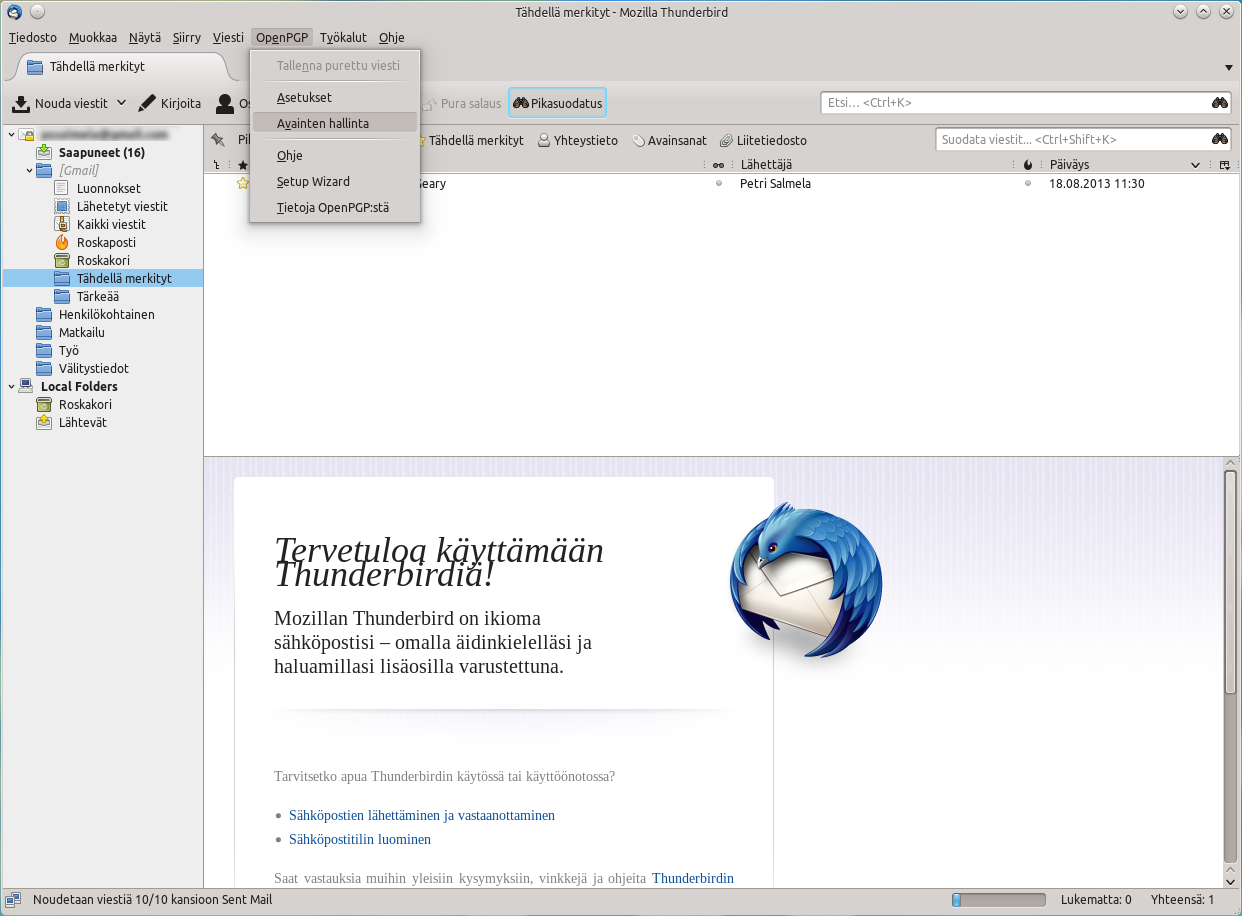 Tähdellä merkityt - Mozilla Thunderbird
Tiedosto Muokkaa Näytä Siirry Viesti OpenPGP Työkalut Ohje
Tähdellä merkityt
Tallenna purettu viesti
Asetukset
Avainten hallinta
Ohje
Setup Wizard
Tietoja OpenPGP:stä
Nouda viestit Kirjoita Pura salaus Pikasuodatus Etsi... <Ctrl+K>
Tähdellä merkityt Yhteystieto Avainsanat Liitetiedosto Suodata viestit... <Ctrl+Shift+K>
Lähettäjä Päiväys
Geary Petri Salmela 18.08.2013 11:30
Saapuneet (16)
[Gmail]
Luonnokset
Lähetetyt viestit
Kaikki viestit
Roskaposti
Roskakori
Tähdellä merkityt
Tärkeää
Henkilökohtainen
Matkailu
Työ
Välitystiedot
Local Folders
Roskakori
Lähtevät
Tervetuloa käyttämään
Thunderbirdiä!
Mozillan Thunderbird on ikioma
sähköpostisi – omalla äidinkielelläsi ja
haluamillasi lisäosilla varustettuna.
Tarvitsetko apua Thunderbirdin käytössä tai käyttöönotossa?
Sähköpostien lähettäminen ja vastaanottaminen
Sähköpostitilin luominen
Saat vastauksia muihin yleisiin kysymyksiin, vinkkejä ja ohjeita Thunderbirdin
Noudetaan viestiä 10/10 kansioon Sent Mail Lukematta: 0 Yhteensä: 1